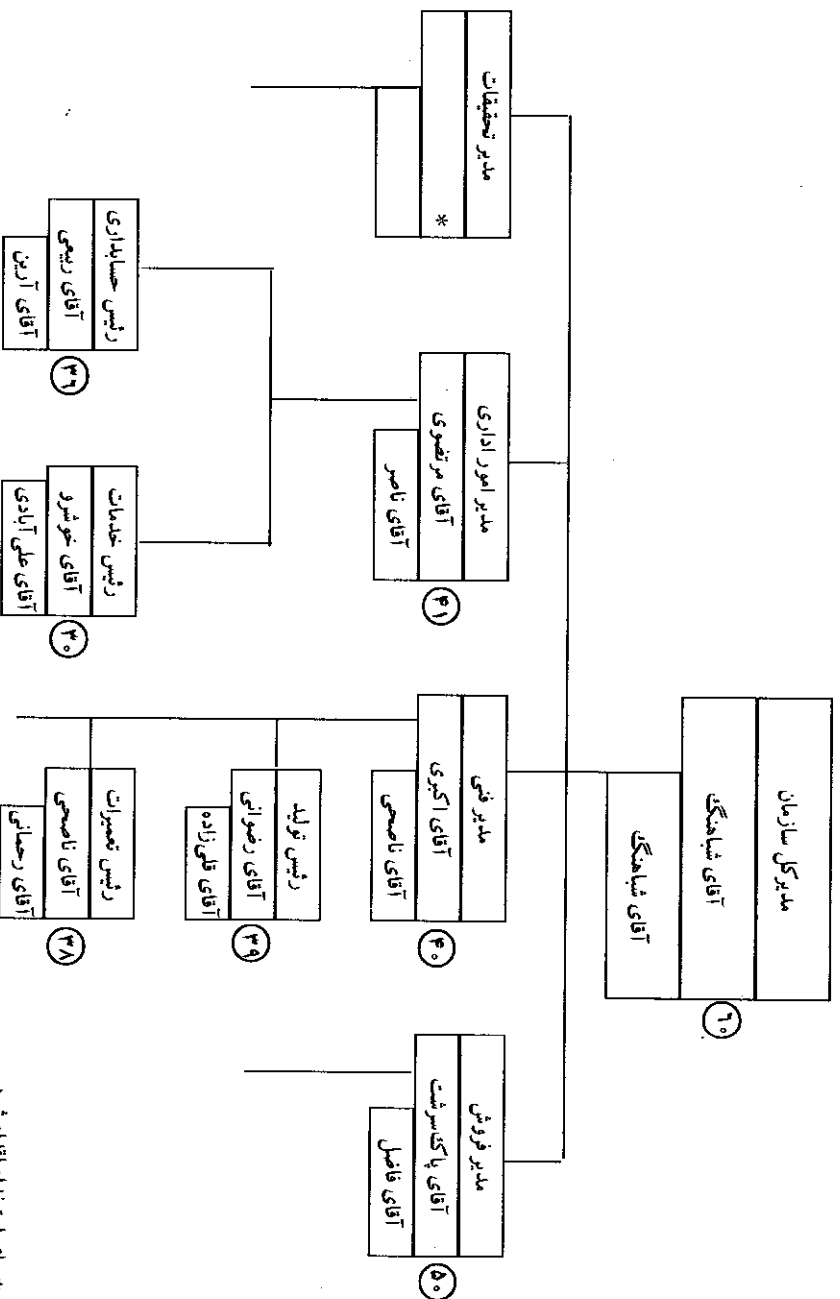 مدیر کل سازمان
آقای شباهنگ
آقای شباهنگ
۶۰
مدیر فروش
آقای پاک‌سرشت
آقای فاضل
۵۰
مدیر فنی
آقای اکبری
آقای ناصحی
۴۰
مدیر امور اداری
آقای مرتضوی
آقای ناصر
۴۱
مدیر تحقیقات
*
رئیس تولید
آقای رضوانی
آقای قلی‌زاده
۳۹
رئیس تعمیرات
آقای ناصحی
آقای رحمانی
۳۸
رئیس خدمات
آقای خوشرو
آقای علی آبادی
۳۰
رئیس حسابداری
آقای ربیعی
آقای آرین
۳۶